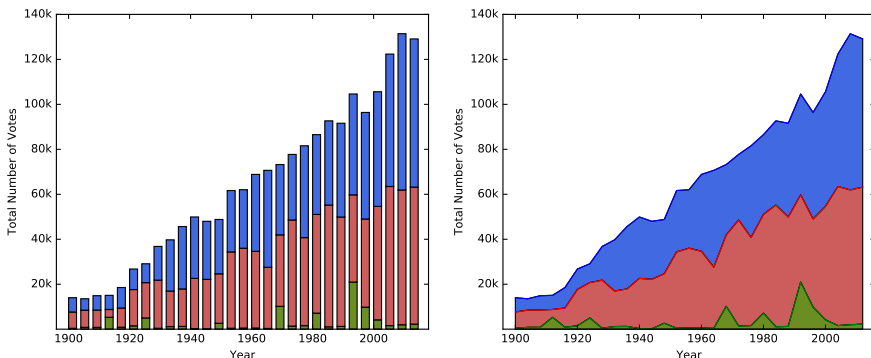 140k
120k
100k
80k
60k
40k
20k
Total Number of Votes
1900 1920 1940 1960 1980 2000
Year
140k
120k
100k
80k
60k
40k
20k
Total Number of Votes
1900 1920 1940 1960 1980 2000
Year